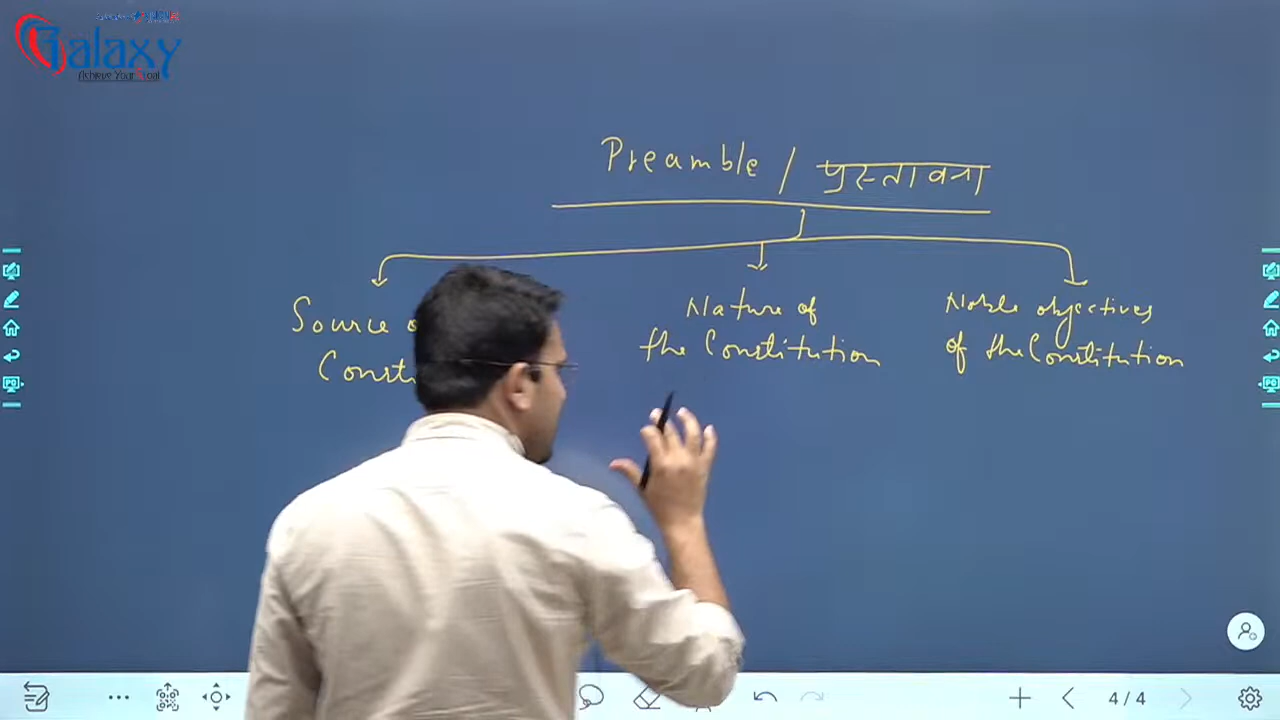 Galaxy
Achieve Your Goal
Preamble / प्रस्तावना
Source
Nature of
the Constitution
Noble objectives
of the Constitution
4/4